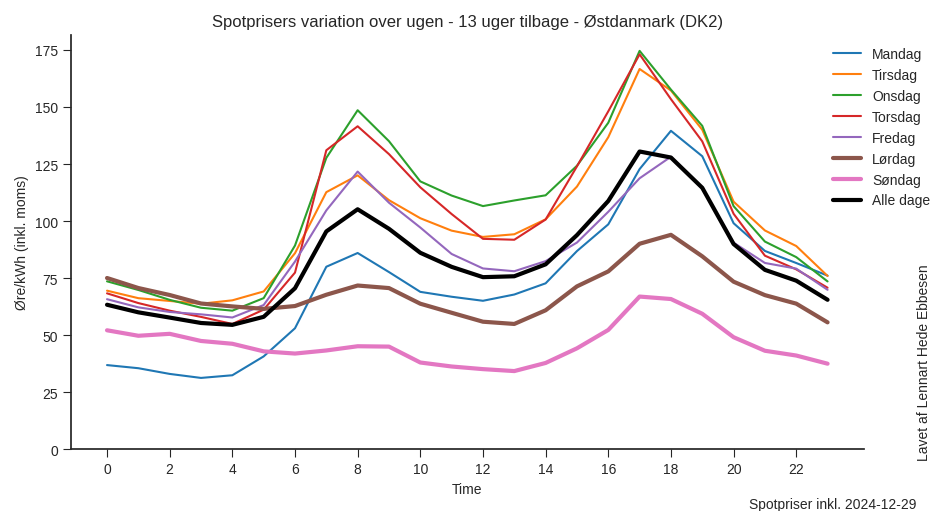 Spotprisers variation over ugen - 13 uger tilbage - Østdanmark (DK2)
175
150
125
100
75
50
25
0
Øre/kWh (inkl. moms)
0 2 4 6 8 10 12 14 16 18 20 22
Time
Mandag
Tirsdag
Onsdag
Torsdag
Fredag
Lørdag
Søndag
Alle dage
Lavet af Lennart Hede Ebbesen
Spotpriser inkl. 2024-12-29